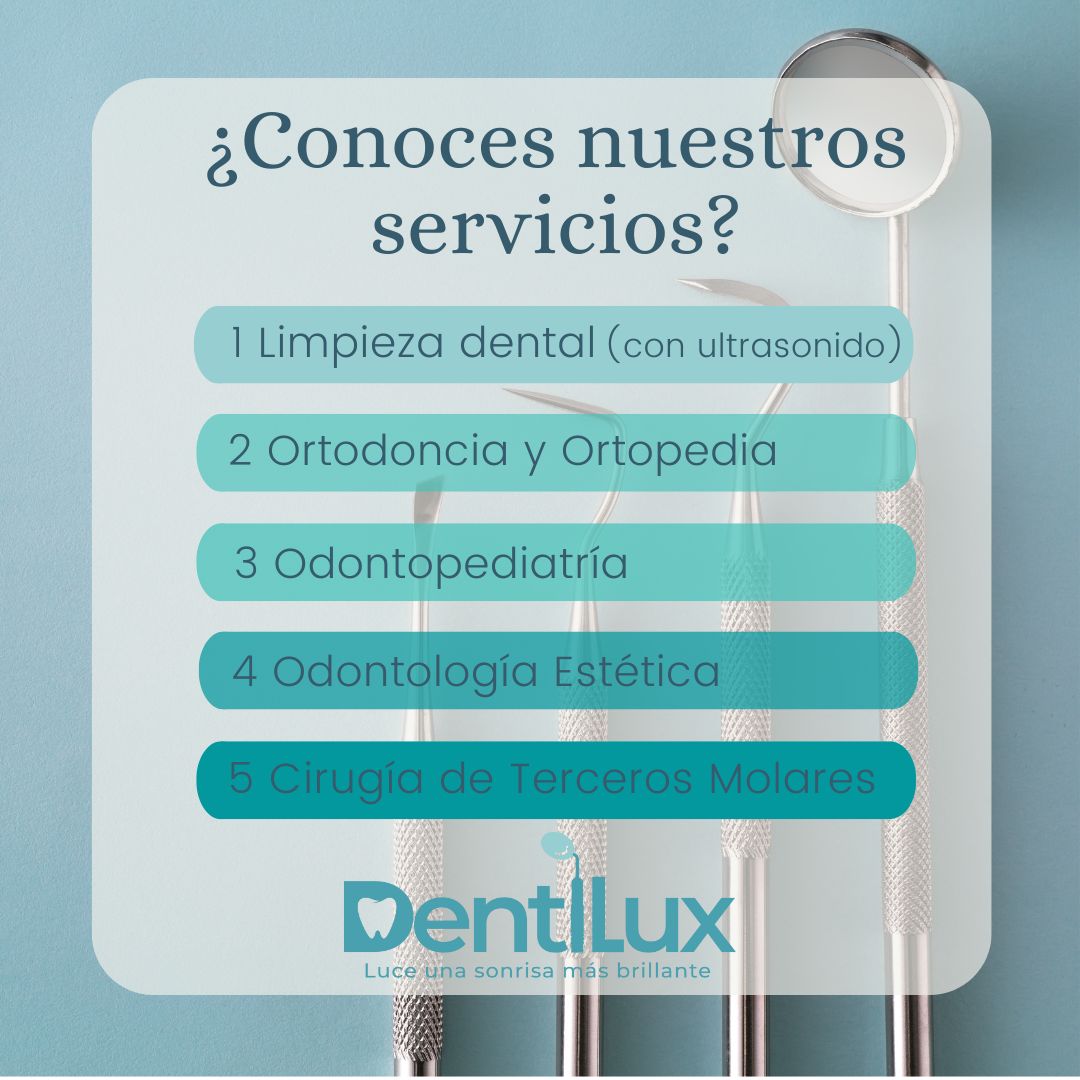 ¿Conoces nuestros
servicios?
1 Limpieza dental (con ultrasonido)
2 Ortodoncia y Ortopedia
3 Odontopediatría
4 Odontología Estética
5 Cirugía de Terceros Molares
DentiLux
Luce una sonrisa más brillante